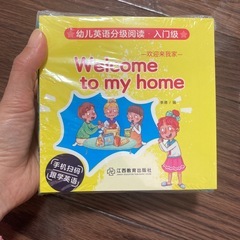 幼儿英语分级阅读·入门级
—欢迎来我家—
Welcome
to my home
手机扫码
跟学英语
江西教育出版社